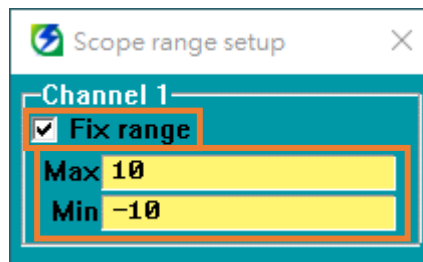 Scope range setup
Channel 1
Fix range
Max 10
Min -10